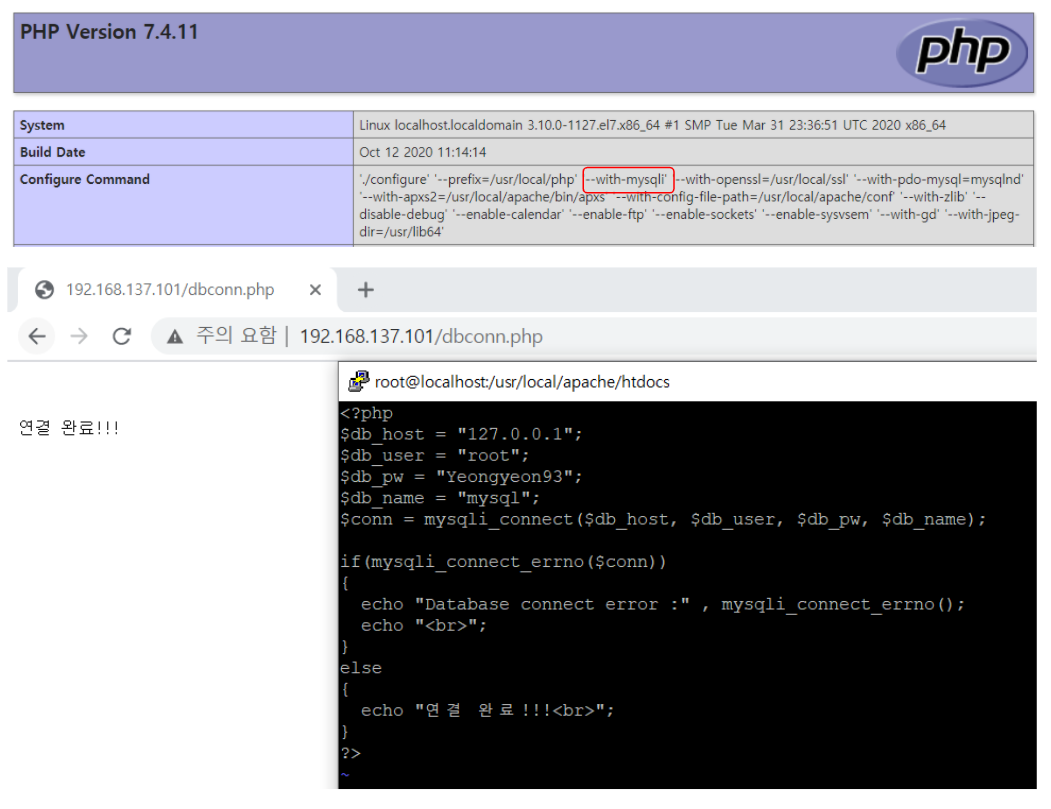 PHP Version 7.4.11
php
System
Linux localhost.localdomain 3.10.0-1127.el7.x86_64 #1 SMP Tue Mar 31 23:36:51 UTC 2020 x86_64
Build Date
Oct 12 2020 11:14:14
Configure Command
'./configure' '--prefix=/usr/local/php' '--with-mysqli' '--with-openssl=/usr/local/ssl' '--with-pdo-mysql=mysqlnd'
'--with-apxs2=/usr/local/apache/bin/apxs' '--with-config-file-path=/usr/local/apache/conf' '--with-zlib' '--
disable-debug' '--enable-calendar' '--enable-ftp' '--enable-sockets' '--enable-sysvsem' '--with-gd' '--with-jpeg-
dir=/usr/lib64'
192.168.137.101/dbconn.php
주의 요함 | 192.168.137.101/dbconn.php
연결 완료!!!
root@localhost:/usr/local/apache/htdocs
<?php
$db_host = "127.0.0.1";
$db_user = "root";
$db_pw = "Yeongyeon93";
$db_name = "mysql";
$conn = mysqli_connect($db_host, $db_user, $db_pw, $db_name);
if(mysqli_connect_errno($conn))
{
echo "Database connect error :" , mysqli_connect_errno();
echo "<br>";
}
else
{
echo "연결 완료!!!<br>";
}
?>
~